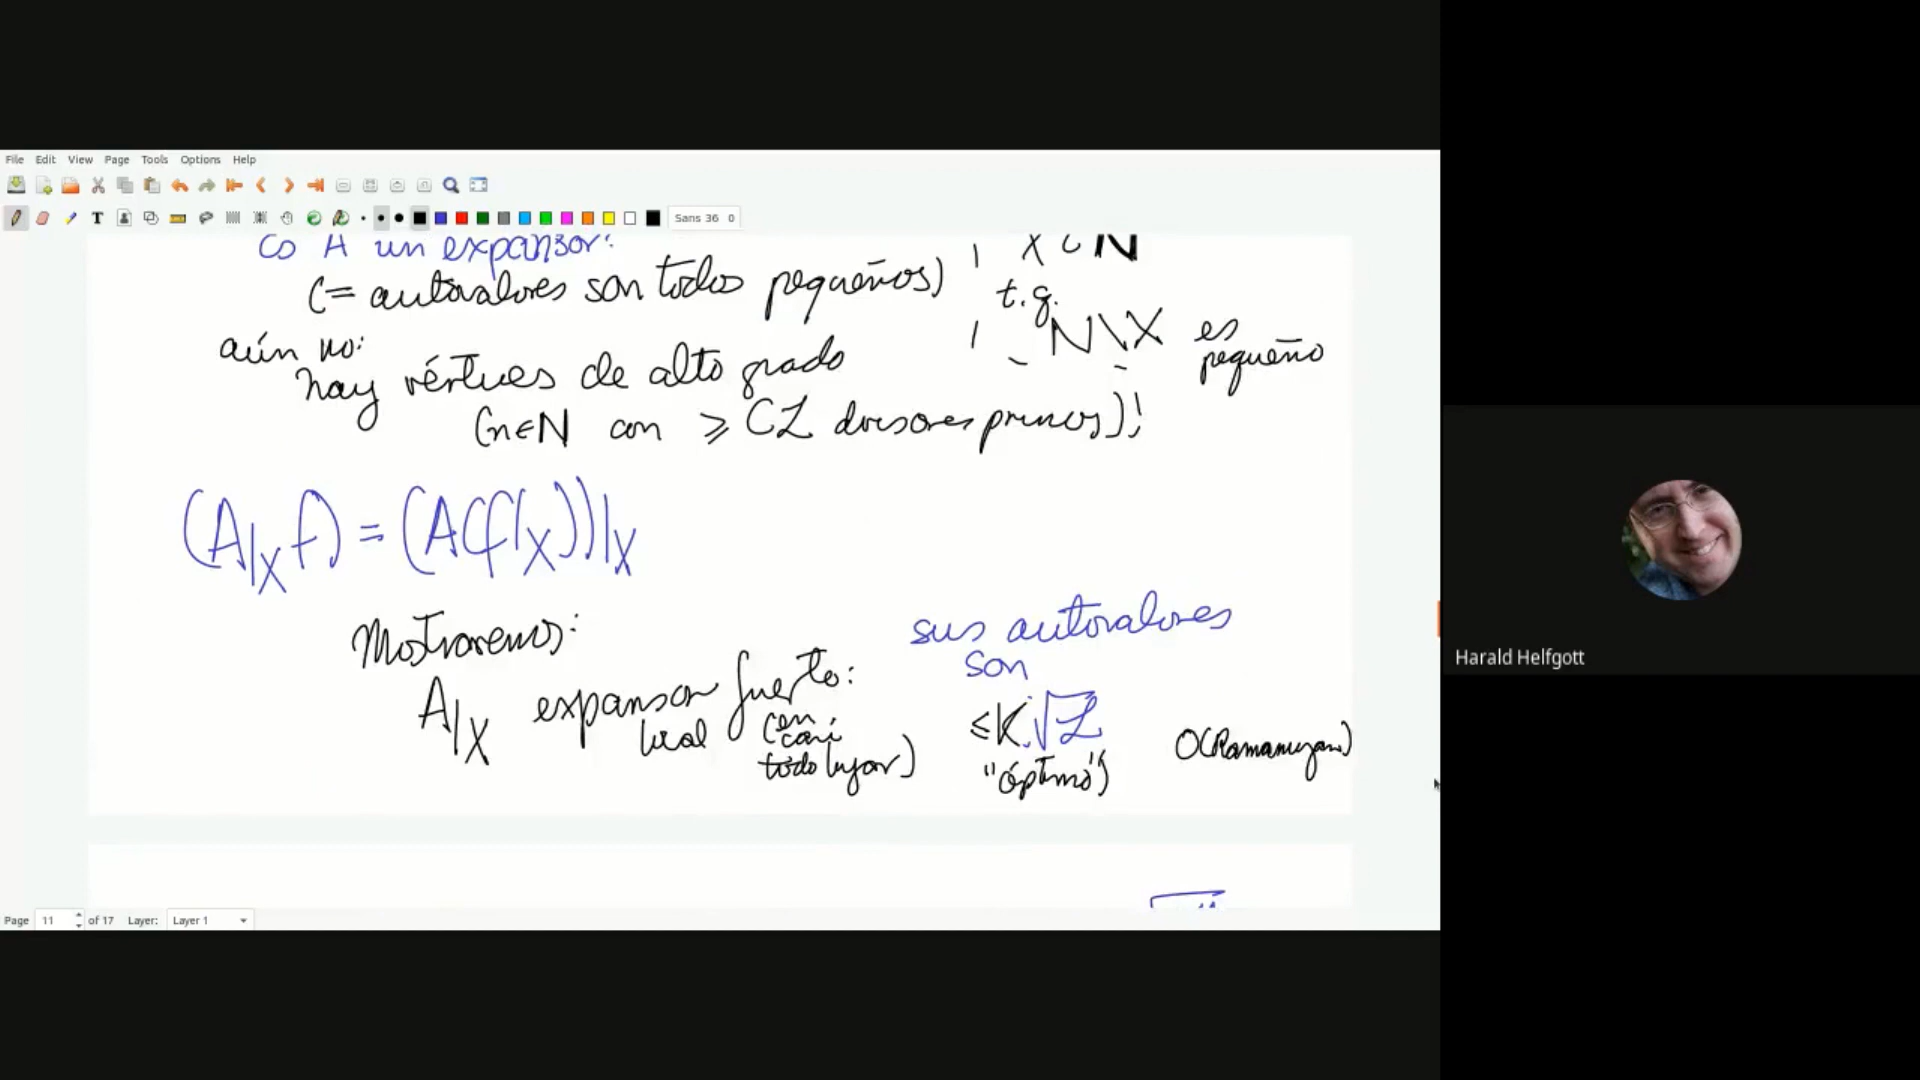 File Edit View Page Tools Options Help
Sans 36 0
es A un expansor?
(= autovalores son todos pequeños)
X ⊂ N
t.q.
N\X es pequeño
aún no:
hay vértices de alto grado
(n∈N con ≥ CL divisores primos)!
(A|X f) = (A(f|X))|X
Mostraremos:
A|X expansor local fuerte:
(en casi todo lugar)
sus autovalores
son
≤K·√L
"óptimo")
O(Ramanujan)
Harald Helfgott
Page 11 of 17 Layer: Layer 1